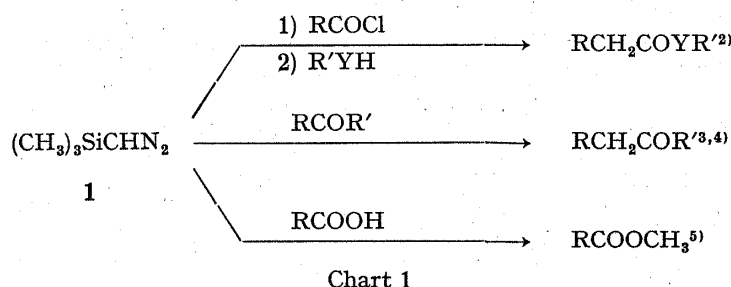 1) RCOCl
2) R′YH
RCH₂COYR′²⁾
(CH₃)₃SiCHN₂
1
RCOR′
RCH₂COR′³,⁴⁾
RCOOH
RCOOCH₃⁵⁾
Chart 1